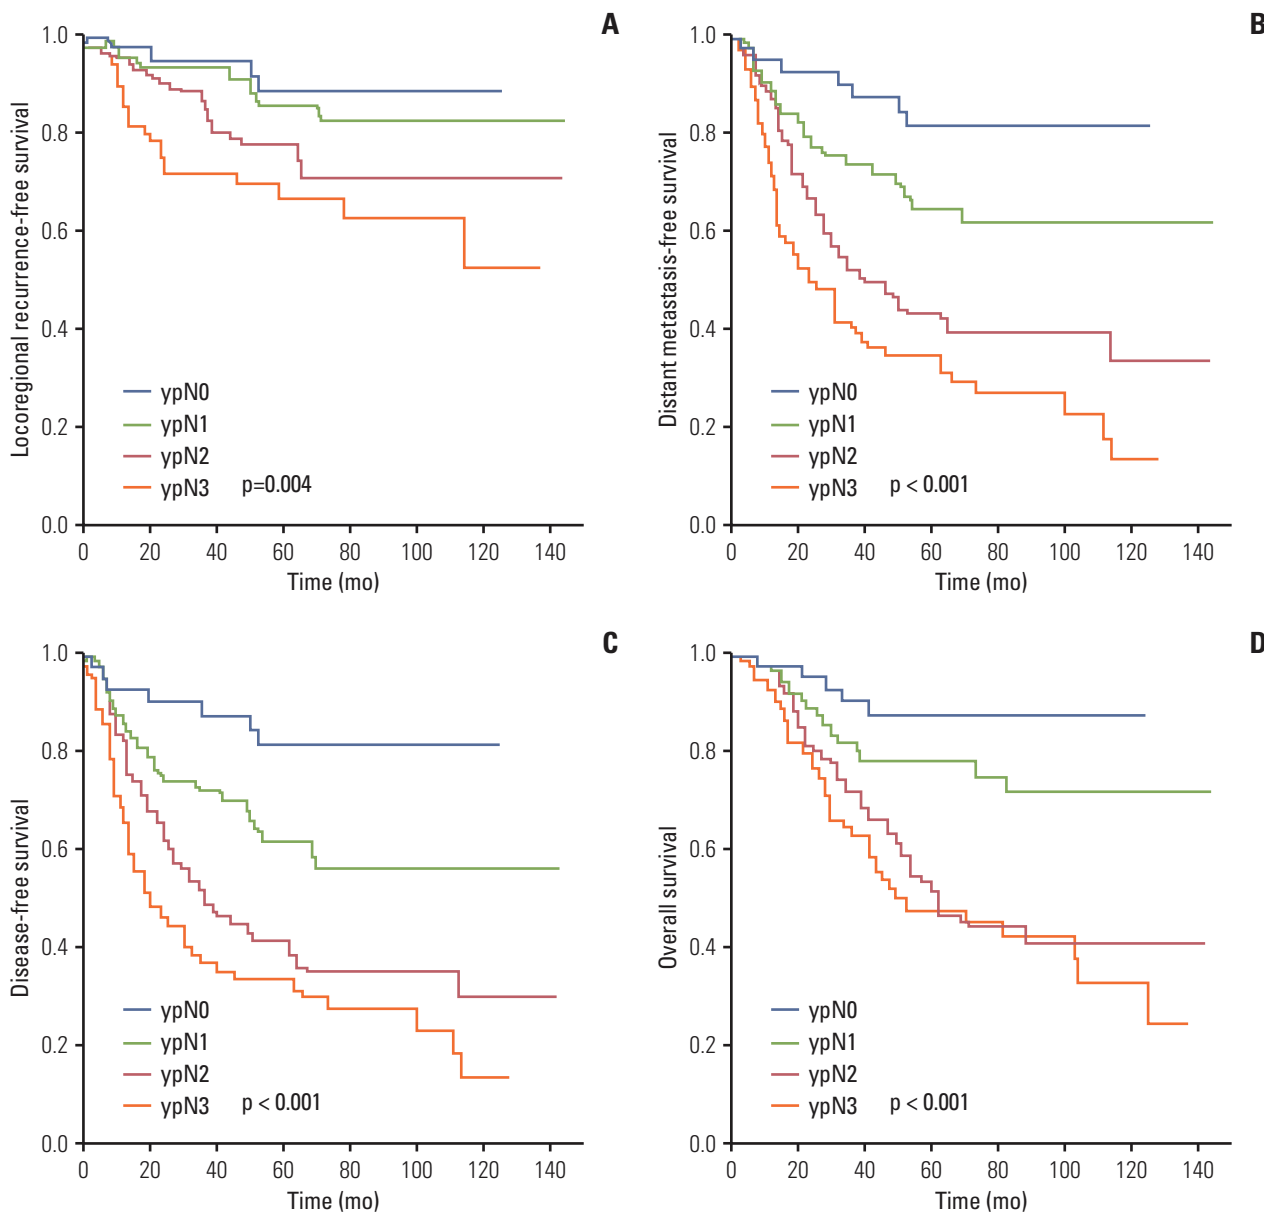 A
Locoregional recurrence-free survival
1.0
0.8
0.6
0.4
0.2
0.0
ypN0
ypN1
ypN2
ypN3
p=0.004
0 20 40 60 80 100 120 140
Time (mo)
B
Distant metastasis-free survival
1.0
0.8
0.6
0.4
0.2
0.0
ypN0
ypN1
ypN2
ypN3
p < 0.001
0 20 40 60 80 100 120 140
Time (mo)
C
Disease-free survival
1.0
0.8
0.6
0.4
0.2
0.0
ypN0
ypN1
ypN2
ypN3
p < 0.001
0 20 40 60 80 100 120 140
Time (mo)
D
Overall survival
1.0
0.8
0.6
0.4
0.2
0.0
ypN0
ypN1
ypN2
ypN3
p < 0.001
0 20 40 60 80 100 120 140
Time (mo)